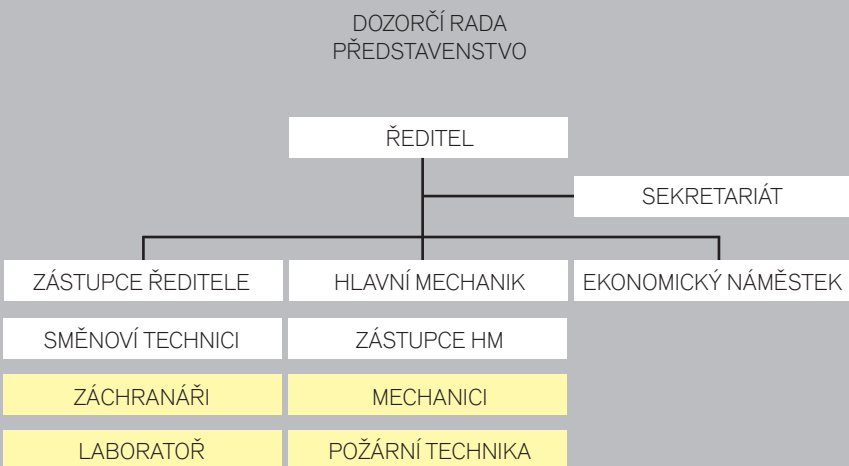 DOZORČÍ RADA
PŘEDSTAVENSTVO
ŘEDITEL
SEKRETARIÁT
ZÁSTUPCE ŘEDITELE
HLAVNÍ MECHANIK
EKONOMICKÝ NÁMĚSTEK
SMĚNOVÍ TECHNICI
ZÁSTUPCE HM
ZÁCHRANÁŘI
MECHANICI
LABORATOŘ
POŽÁRNÍ TECHNIKA